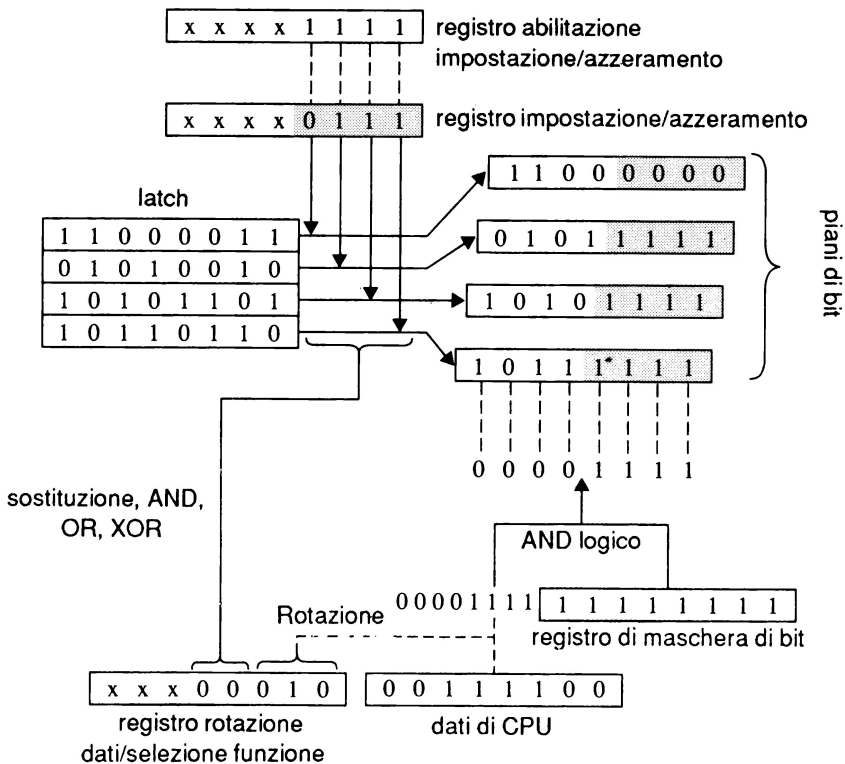 x x x x 1 1 1 1
registro abilitazione
impostazione/azzeramento
x x x x 0 1 1 1
registro impostazione/azzeramento
latch
1 1 0 0 0 0 1 1
0 1 0 1 0 0 1 0
1 0 1 0 1 1 0 1
1 0 1 1 0 1 1 0
1 1 0 0 0 0 0 0
0 1 0 1 1 1 1 1
1 0 1 0 1 1 1 1
1 0 1 1 1 1 1 1
piani di bit
0 0 0 0 1 1 1 1
sostituzione, AND,
OR, XOR
AND logico
0 0 0 0 1 1 1 1
1 1 1 1 1 1 1 1
Rotazione
registro di maschera di bit
x x x 0 0 0 1 0
0 0 1 1 1 1 0 0
registro rotazione
dati/selezione funzione
dati di CPU